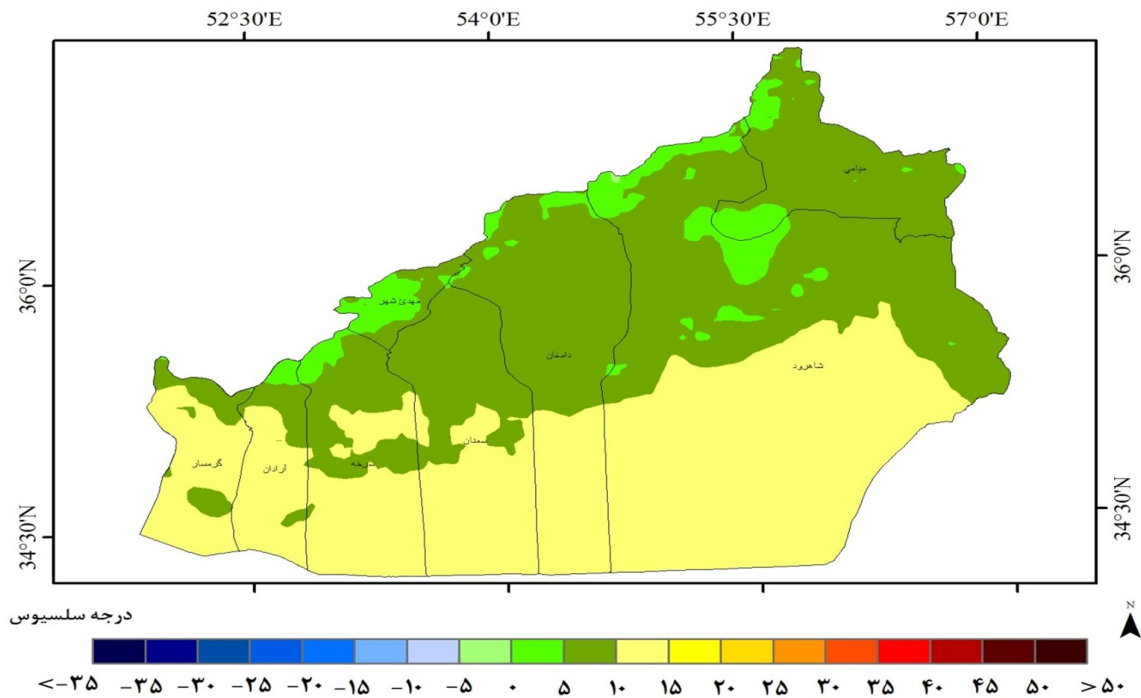 52°30'E 54°0'E 55°30'E 57°0'E
میامی
36°0'N 36°0'N
مهدی شهر
دامغان
شاهرود
سمنان
گرمسار آرادان سرخه
34°30'N 34°30'N
درجه سلسیوس
N
<-۳۵ -۳۵ -۳۰ -۲۵ -۲۰ -۱۵ -۱۰ -۵ ۰ ۵ ۱۰ ۱۵ ۲۰ ۲۵ ۳۰ ۳۵ ۴۰ ۴۵ ۵۰ >۵۰